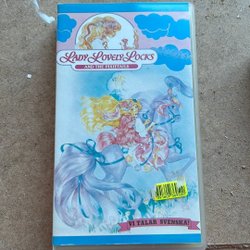 LADY LOVELY LOCKS
AND THE PIXIETAILS
VI TALAR SVENSKA!